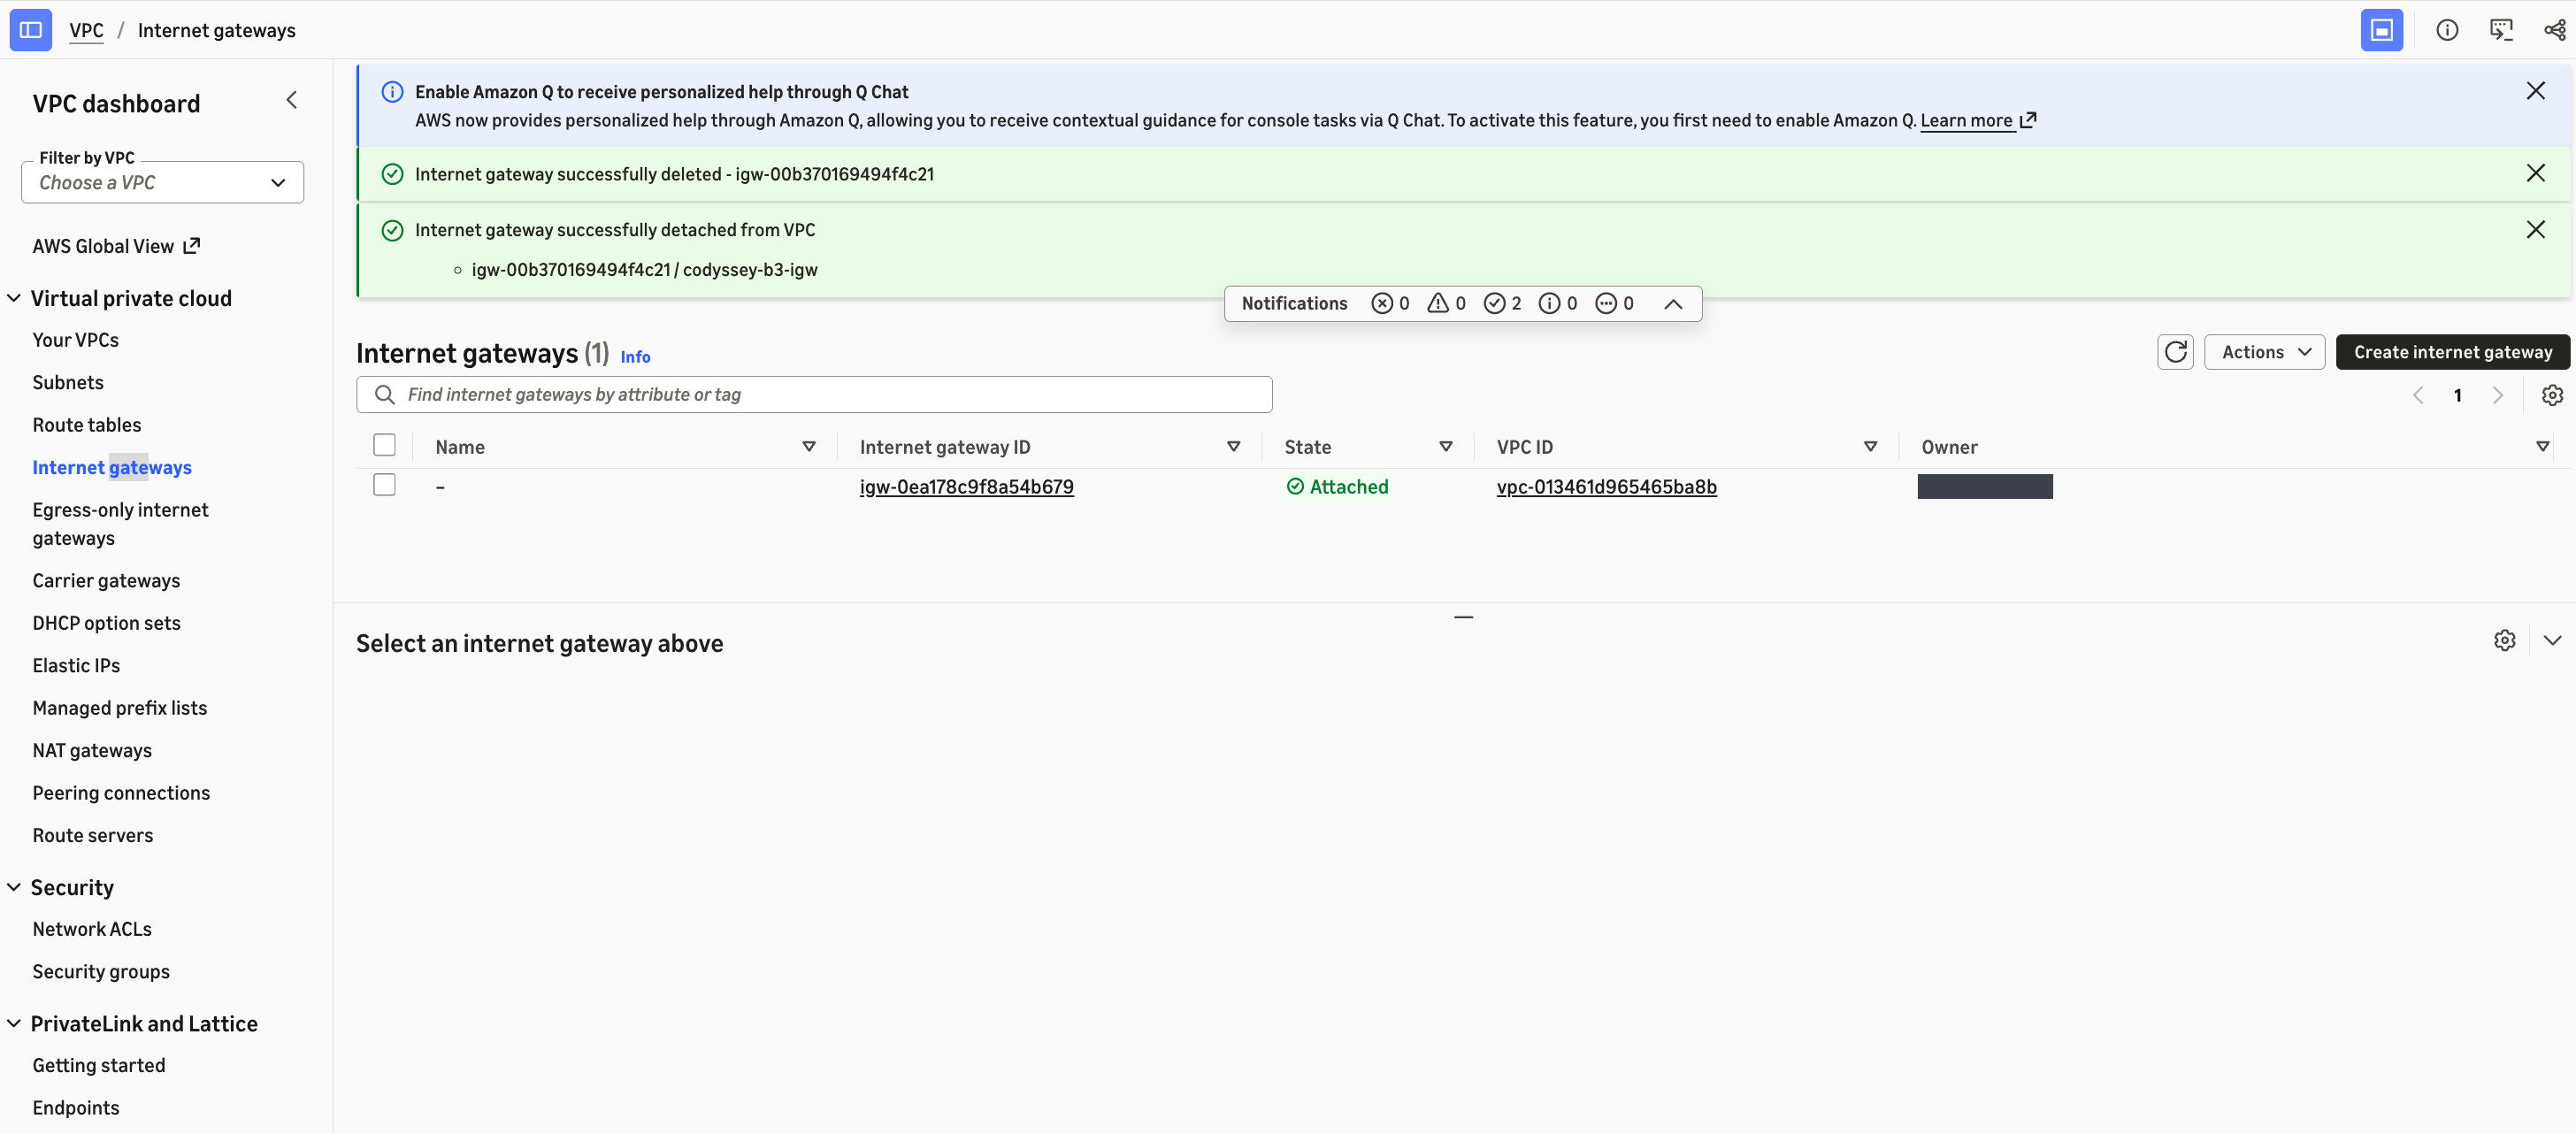 VPC / Internet gateways
VPC dashboard
Filter by VPC
Choose a VPC
AWS Global View
Virtual private cloud
Your VPCs
Subnets
Route tables
Internet gateways
Egress-only internet
gateways
Carrier gateways
DHCP option sets
Elastic IPs
Managed prefix lists
NAT gateways
Peering connections
Route servers
Security
Network ACLs
Security groups
PrivateLink and Lattice
Getting started
Endpoints
Enable Amazon Q to receive personalized help through Q Chat
AWS now provides personalized help through Amazon Q, allowing you to receive contextual guidance for console tasks via Q Chat. To activate this feature, you first need to enable Amazon Q. Learn more
Internet gateway successfully deleted - igw-00b370169494f4c21
Internet gateway successfully detached from VPC
igw-00b370169494f4c21 / codyssey-b3-igw
Notifications 0 0 2 0 0
Internet gateways (1) Info
Actions
Create internet gateway
Find internet gateways by attribute or tag
1
Name Internet gateway ID State VPC ID Owner
– igw-0ea178c9f8a54b679 Attached vpc-013461d965465ba8b
Select an internet gateway above